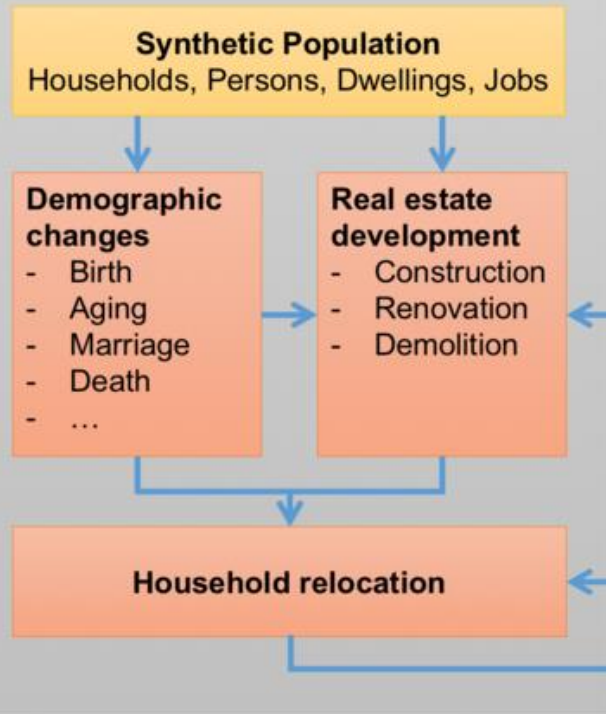 Synthetic Population
Households, Persons, Dwellings, Jobs
Demographic
changes
- Birth
- Aging
- Marriage
- Death
- …
Real estate
development
- Construction
- Renovation
- Demolition
Household relocation